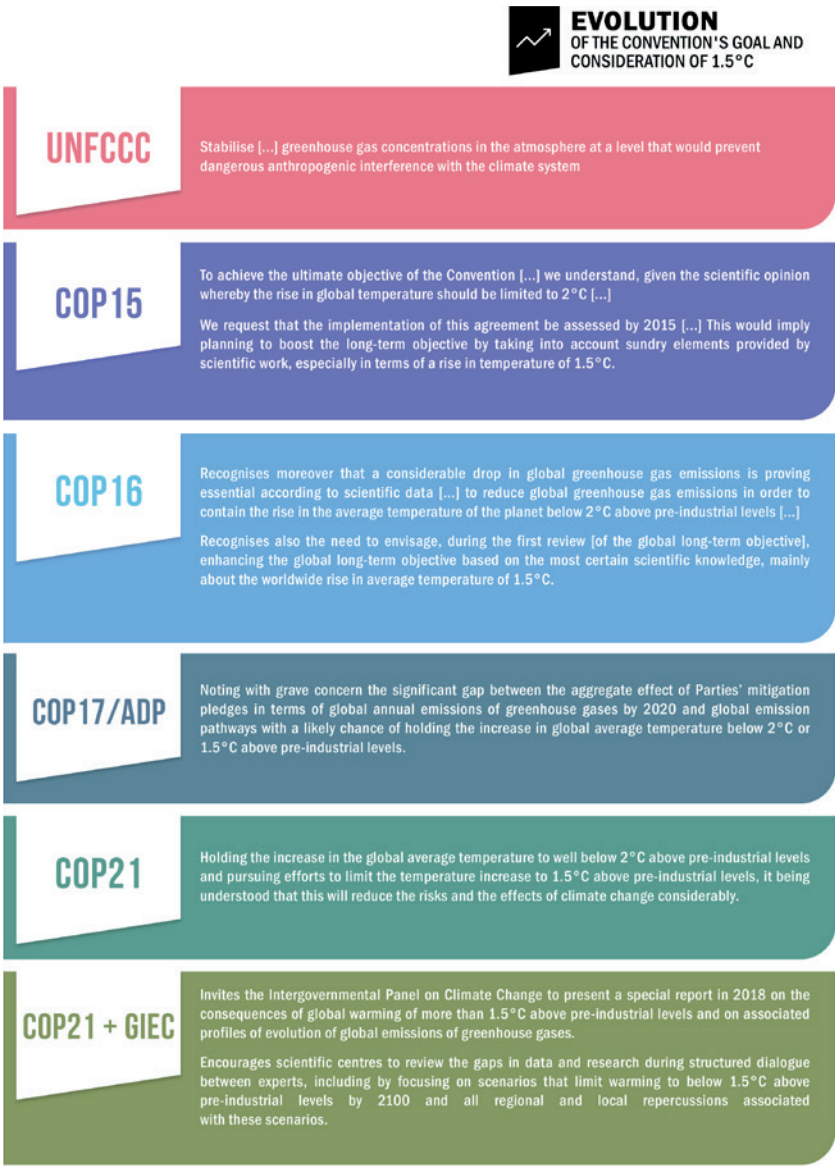 EVOLUTION
OF THE CONVENTION'S GOAL AND
CONSIDERATION OF 1.5°C
UNFCCC
Stabilise [...] greenhouse gas concentrations in the atmosphere at a level that would prevent
dangerous anthropogenic interference with the climate system
COP15
To achieve the ultimate objective of the Convention [...] we understand, given the scientific opinion
whereby the rise in global temperature should be limited to 2°C [...]
We request that the implementation of this agreement be assessed by 2015 [...] This would imply
planning to boost the long-term objective by taking into account sundry elements provided by
scientific work, especially in terms of a rise in temperature of 1.5°C.
COP16
Recognises moreover that a considerable drop in global greenhouse gas emissions is proving
essential according to scientific data [...] to reduce global greenhouse gas emissions in order to
contain the rise in the average temperature of the planet below 2°C above pre-industrial levels [...]
Recognises also the need to envisage, during the first review [of the global long-term objective],
enhancing the global long-term objective based on the most certain scientific knowledge, mainly
about the worldwide rise in average temperature of 1.5°C.
COP17/ADP
Noting with grave concern the significant gap between the aggregate effect of Parties' mitigation
pledges in terms of global annual emissions of greenhouse gases by 2020 and global emission
pathways with a likely chance of holding the increase in global average temperature below 2°C or
1.5°C above pre-industrial levels.
COP21
Holding the increase in the global average temperature to well below 2°C above pre-industrial levels
and pursuing efforts to limit the temperature increase to 1.5°C above pre-industrial levels, it being
understood that this will reduce the risks and the effects of climate change considerably.
COP21 + GIEC
Invites the Intergovernmental Panel on Climate Change to present a special report in 2018 on the
consequences of global warming of more than 1.5°C above pre-industrial levels and on associated
profiles of evolution of global emissions of greenhouse gases.
Encourages scientific centres to review the gaps in data and research during structured dialogue
between experts, including by focusing on scenarios that limit warming to below 1.5°C above
pre-industrial levels by 2100 and all regional and local repercussions associated
with these scenarios.